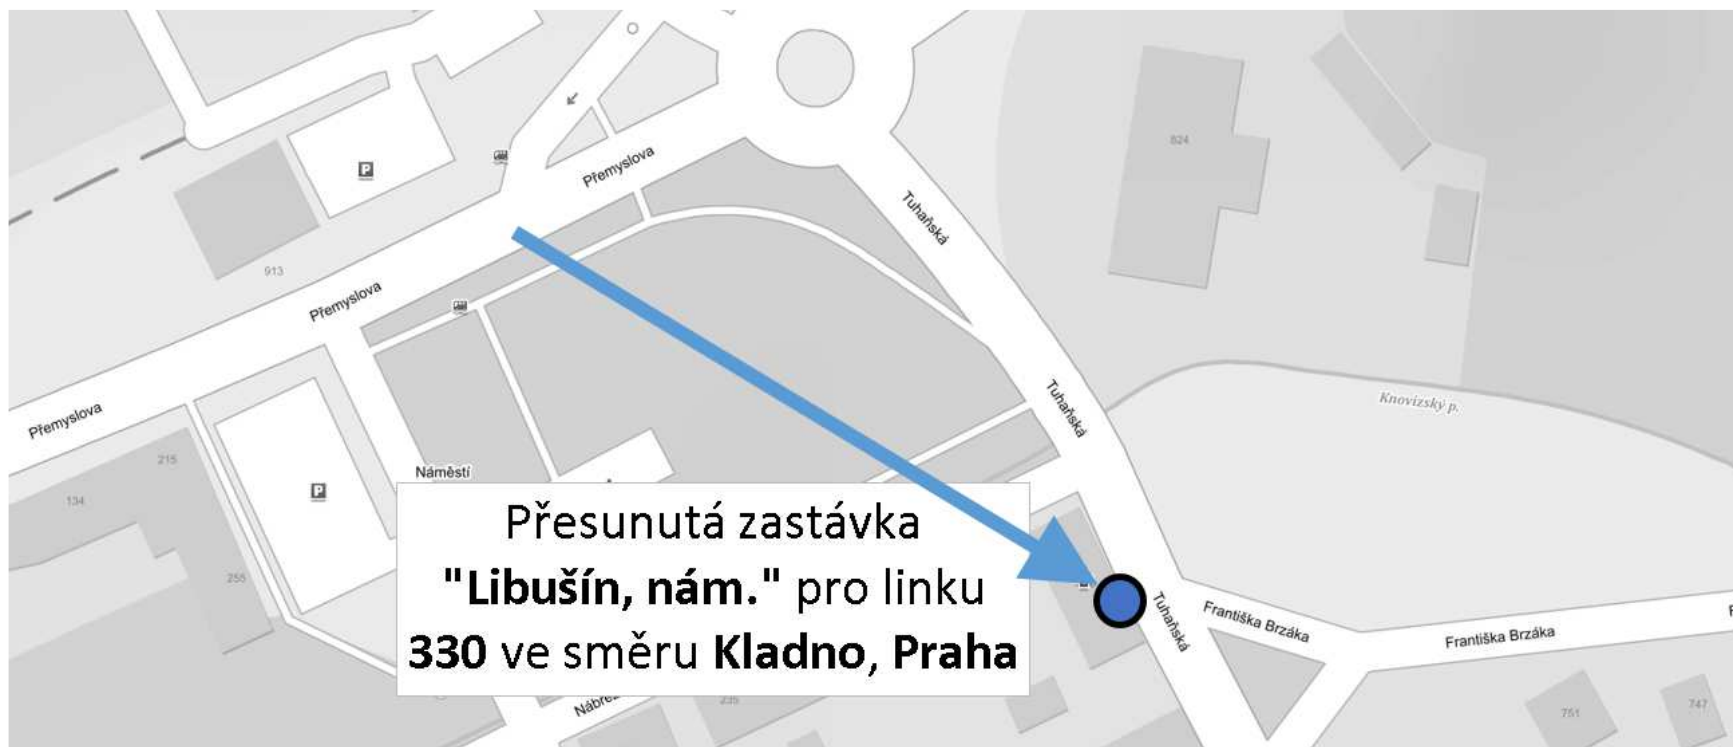 Přemyslova
824
P
Tuhaňská
913
Přemyslova
Tuhaňská
Knovízský p.
Přemyslova
215
134
P
Náměstí
Přesunutá zastávka
"Libušín, nám." pro linku
330 ve směru Kladno, Praha
255
Tuhaňská
Františka Brzáka
Františka Brzáka
235
751
747